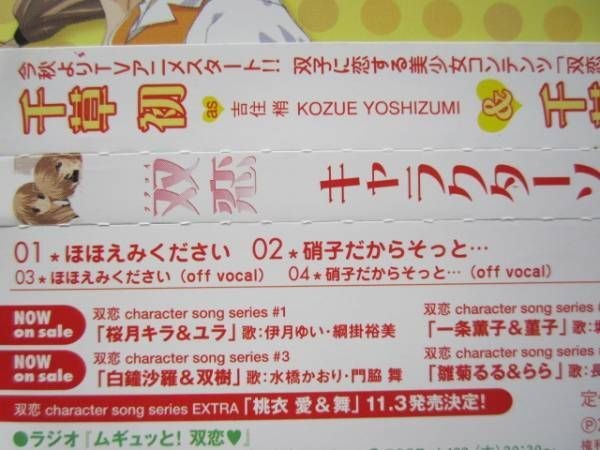 今秋よりTVアニメスタート!! 双子に恋する美少女コンテンツ「双恋
千草 初 as 吉住 梢 KOZUE YOSHIZUMI & 千草
フタコイ
双恋 キャラクターソ
01★ほほえみください 02★硝子だからそっと…
03★ほほえみください (off vocal) 04★硝子だからそっと… (off vocal)
NOW on sale 双恋 character song series #1 双恋 character song series
「桜月キラ&ユラ」歌:伊月ゆい・綱掛裕美 「一条薫子&菫子」歌:
NOW on sale 双恋 character song series #3 双恋 character song se
「白鐘沙羅&双樹」歌:水橋かおり・門脇 舞 「雛菊るる&らら」歌:長
双恋 character song series EXTRA「桃衣 愛&舞」11.3発売決定!
●ラジオ『ムギュッと! 双恋♥』
定